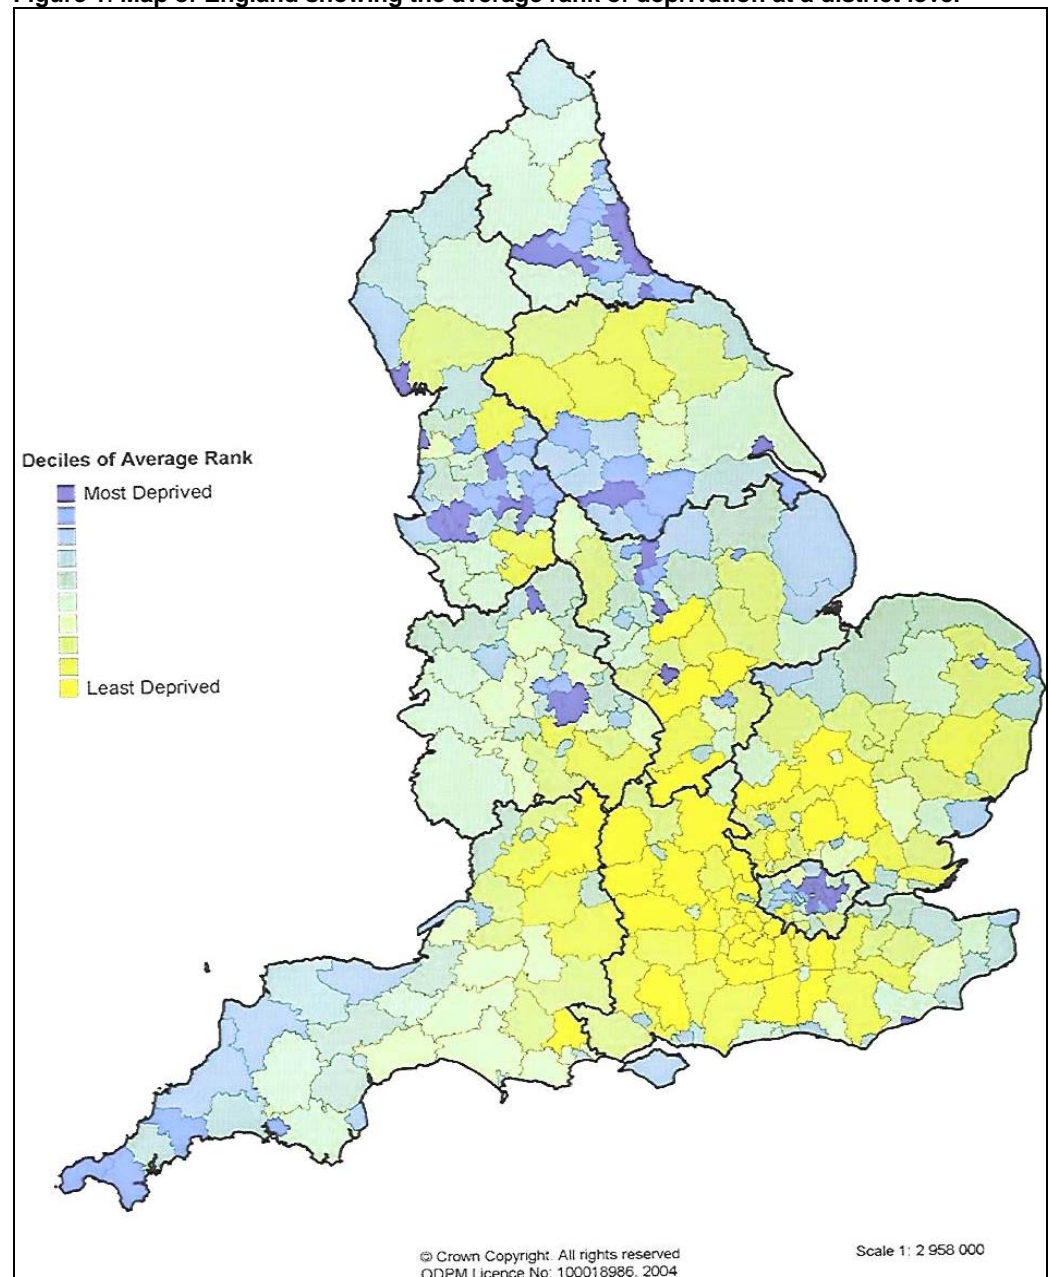 Figure 1: Map of England showing the average rank of deprivation at a district level
Deciles of Average Rank
Most Deprived
Least Deprived
© Crown Copyright. All rights reserved
ODPM Licence No: 100018986. 2004
Scale 1: 2 958 000